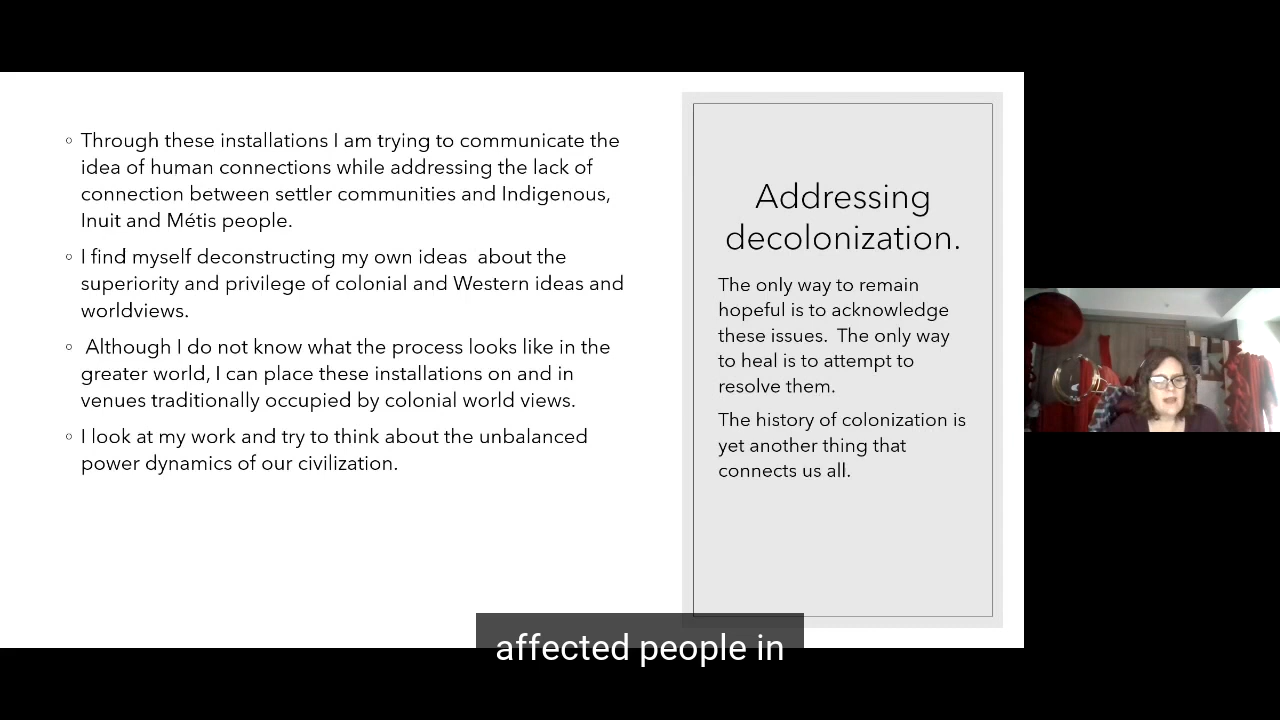 ◦ Through these installations I am trying to communicate the
idea of human connections while addressing the lack of
connection between settler communities and Indigenous,
Inuit and Métis people.
◦ I find myself deconstructing my own ideas  about the
superiority and privilege of colonial and Western ideas and
worldviews.
◦  Although I do not know what the process looks like in the
greater world, I can place these installations on and in
venues traditionally occupied by colonial world views.
◦ I look at my work and try to think about the unbalanced
power dynamics of our civilization.
Addressing
decolonization.
The only way to remain
hopeful is to acknowledge
these issues.  The only way
to heal is to attempt to
resolve them.
The history of colonization is
yet another thing that
connects us all.
affected people in